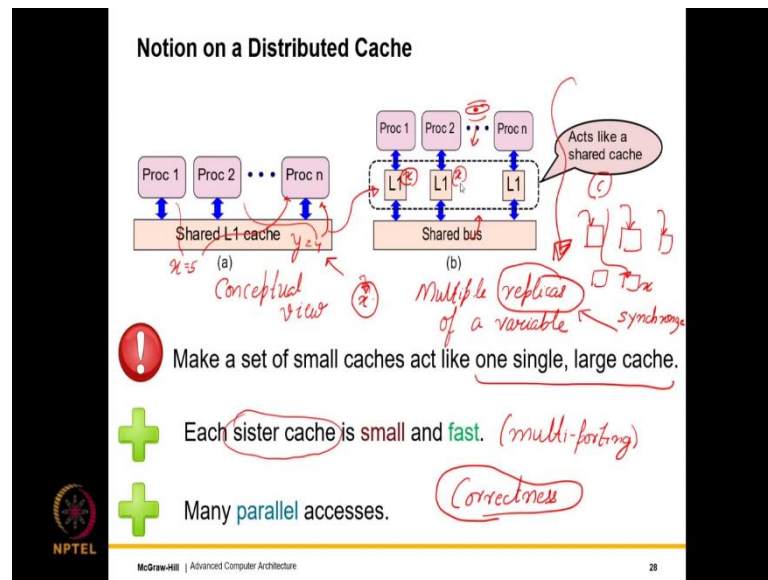 Notion on a Distributed Cache
Proc 1 Proc 2 ... Proc n
Acts like a
shared cache
Proc 1 Proc 2 ... Proc n
L1 x L1 x L1
C
Shared L1 cache
Shared bus
x=5 y=4
(a) (b)
x
Conceptual
view
Multiple replicas
of a variable
synchronize
Make a set of small caches act like one single, large cache.
Each sister cache is small and fast. (multi-porting)
Many parallel accesses. Correctness
NPTEL
McGraw-Hill | Advanced Computer Architecture 28